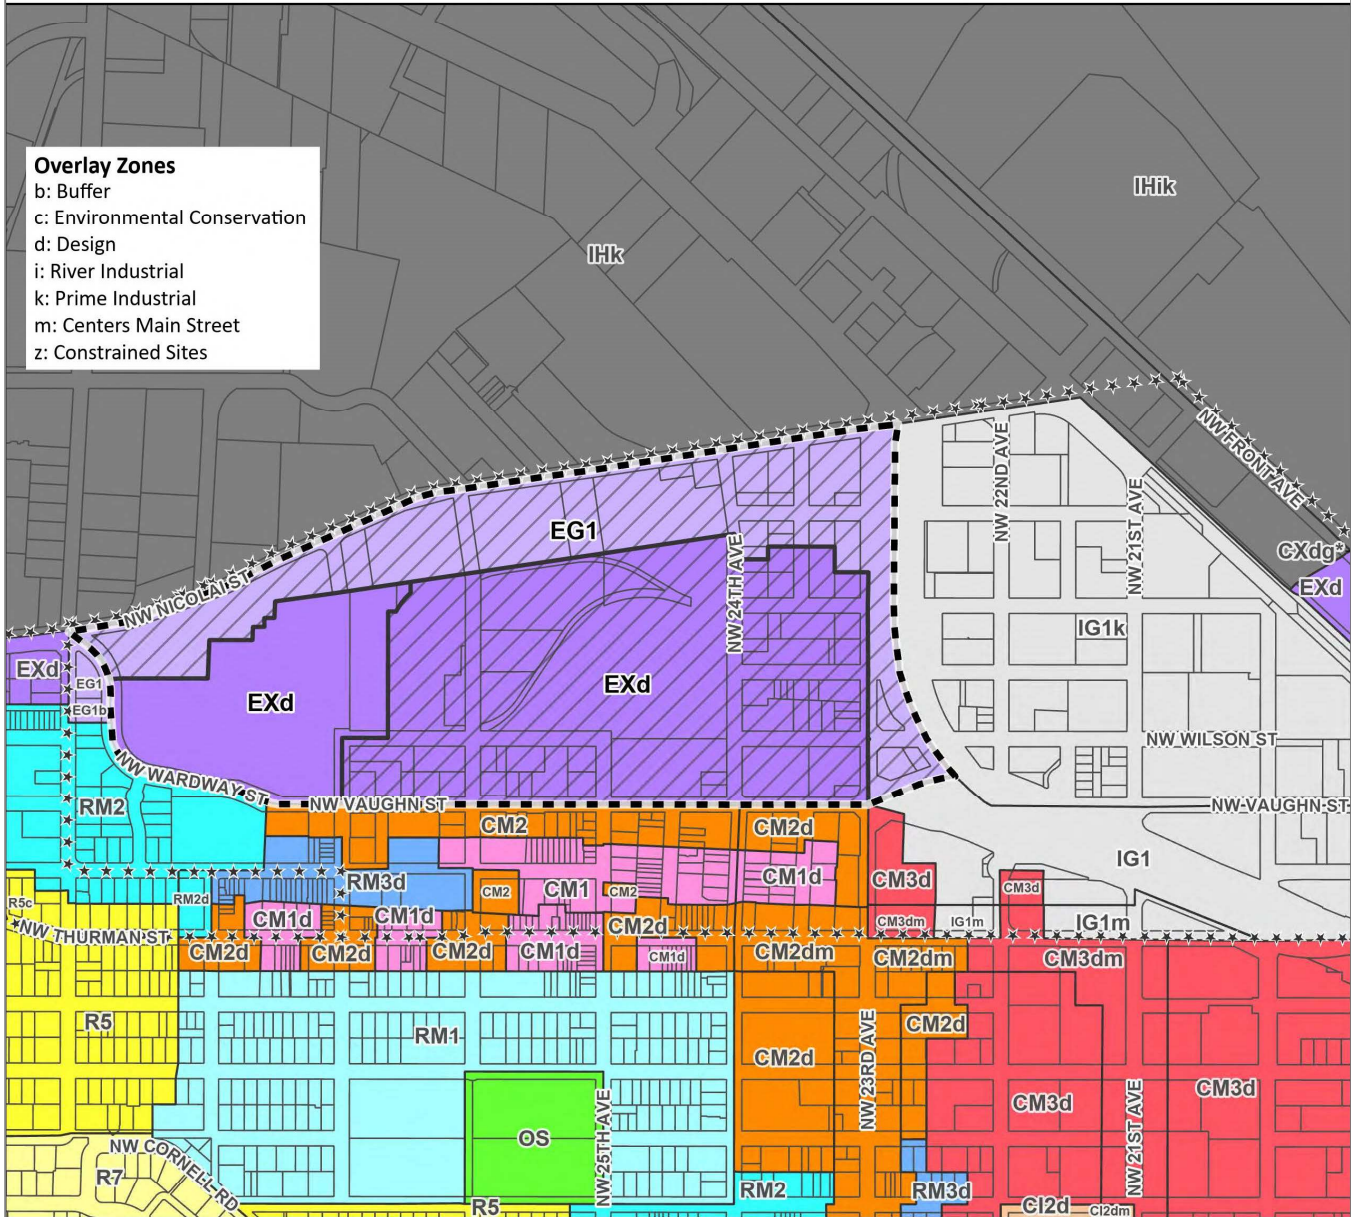 Overlay Zones
b: Buffer
c: Environmental Conservation
d: Design
i: River Industrial
k: Prime Industrial
m: Centers Main Street
z: Constrained Sites
IHik
IHk
NW FRONT AVE
NW 22ND AVE
NW 21ST AVE
EG1
CXdg*
EXd
NW NICOLAI ST
NW 24TH AVE
IG1k
EXd
EG1
EXd
EXd
EG1b
NW WILSON ST
NW WARDWAY ST
NW VAUGHN ST
NW VAUGHN ST
RM2
CM2
CM2d
IG1
RM3d
CM1
CM2
CM2
CM1d
CM3d
CM3d
R5c
RM2d
CM1d
CM1d
CM2d
CM3dm
IG1m
IG1m
NW THURMAN ST
CM2d
CM2d
CM2d
CM1d
CM1d
CM2dm
CM2dm
CM3dm
R5
RM1
CM2d
CM2d
NW 23RD AVE
CM3d
CM3d
NW 21ST AVE
OS
NW 25TH AVE
NW CORNELL RD
R7
RM2
RM3d
R5
CI2d
CI2dm